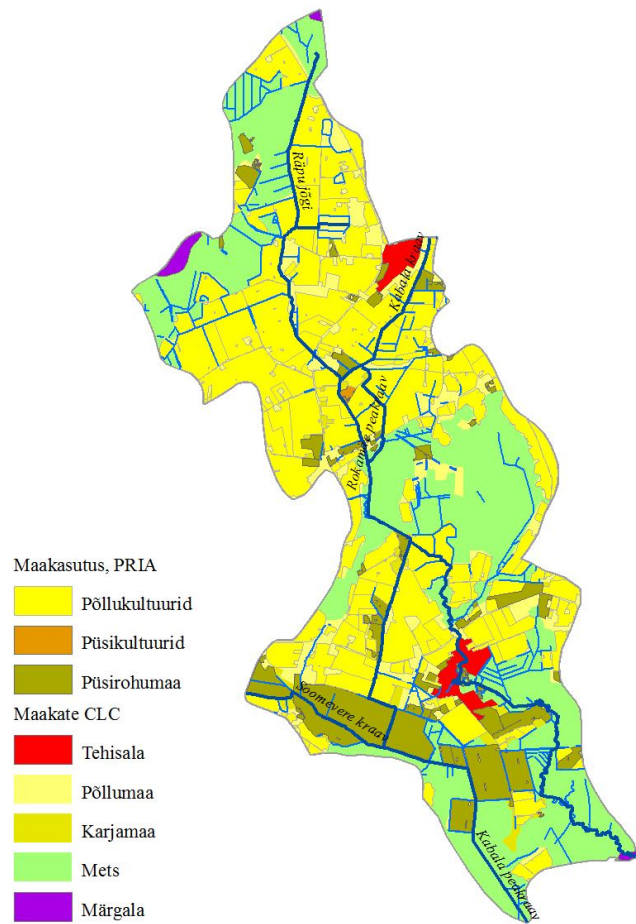 Räpu jõgi
Kabala kraav
Rokamäe peakraav
Maakasutus, PRIA
Põllukultuurid
Püsikultuurid
Püsirohumaa
Soomevere kraav
Maakate CLC
Tehisala
Põllumaa
Karjamaa
Mets
Kabala peakraav
Märgala